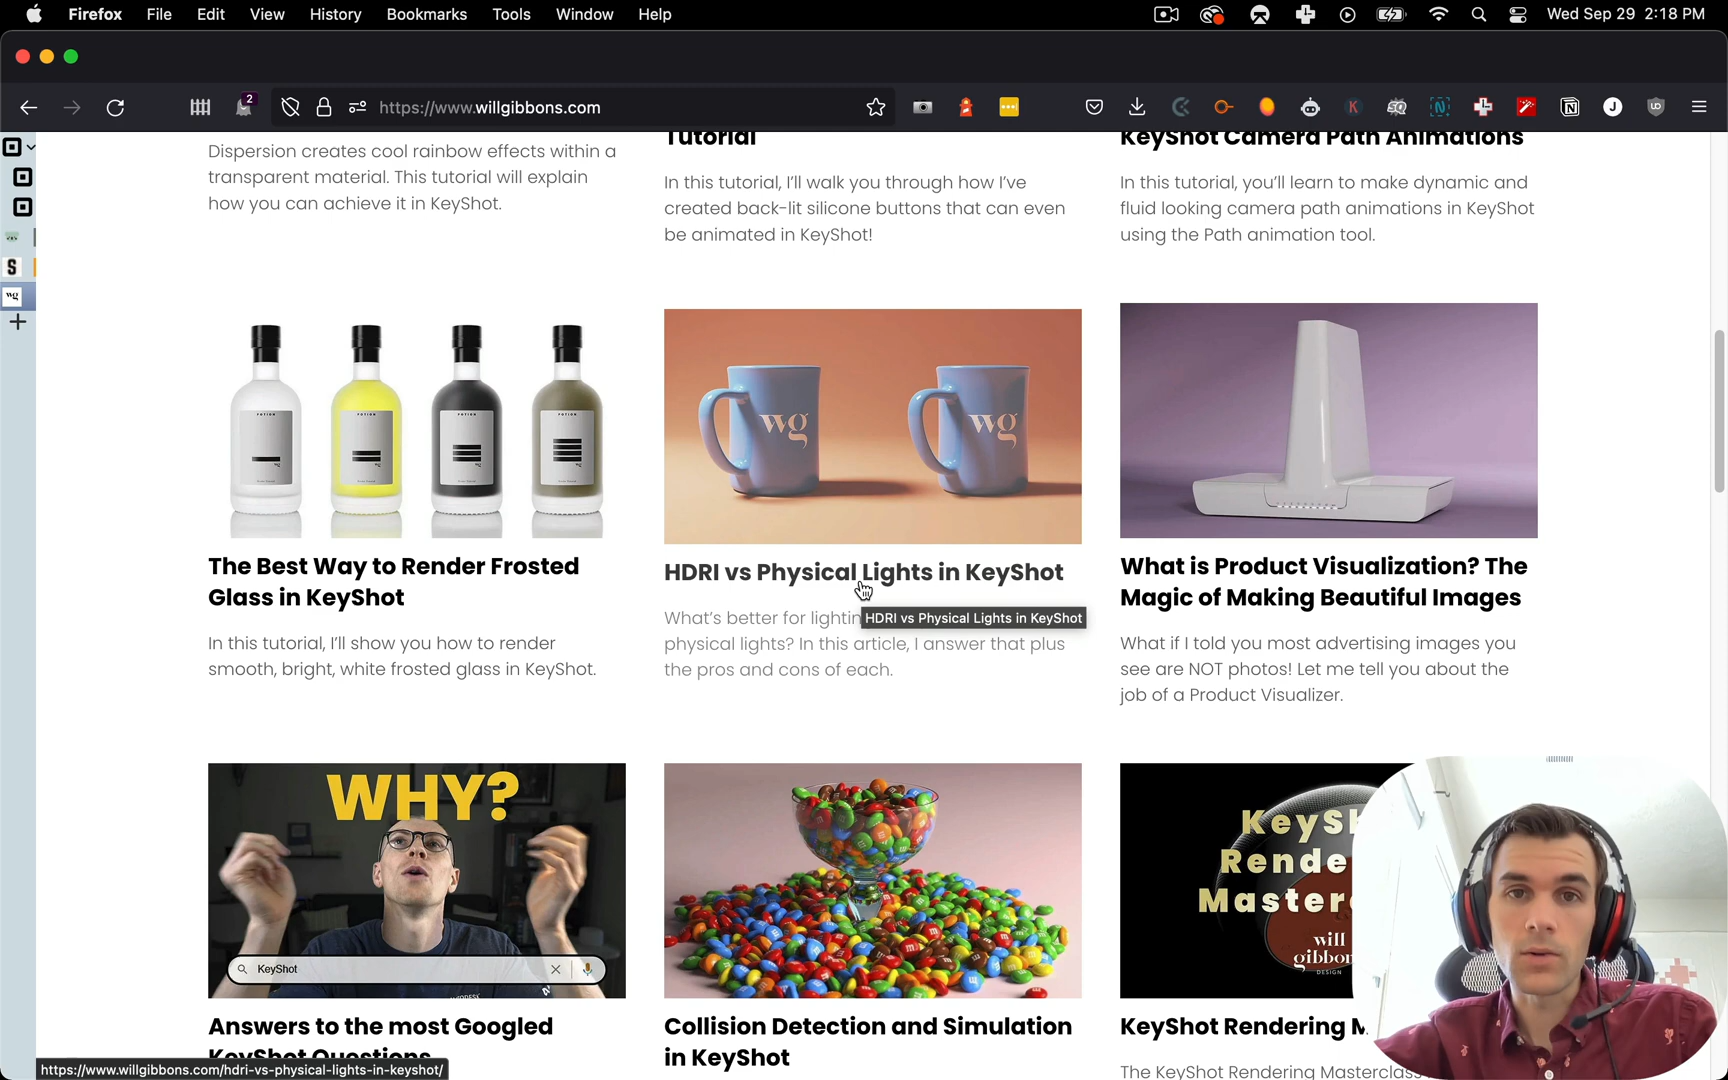 Firefox File Edit View History Bookmarks Tools Window Help Wed Sep 29 2:18 PM
2
https://www.willgibbons.com
Dispersion creates cool rainbow effects within a
transparent material. This tutorial will explain
how you can achieve it in KeyShot.
Tutorial
In this tutorial, I'll walk you through how I've
created back-lit silicone buttons that can even
be animated in KeyShot!
KeyShot Camera Path Animations
In this tutorial, you'll learn to make dynamic and
fluid looking camera path animations in KeyShot
using the Path animation tool.
POTION POTION POTION POTION
The Best Way to Render Frosted
Glass in KeyShot
In this tutorial, I'll show you how to render
smooth, bright, white frosted glass in KeyShot.
wg wg
HDRI vs Physical Lights in KeyShot
What's better for lightin
physical lights? In this article, I answer that plus
the pros and cons of each.
HDRI vs Physical Lights in KeyShot
What is Product Visualization? The
Magic of Making Beautiful Images
What if I told you most advertising images you
see are NOT photos! Let me tell you about the
job of a Product Visualizer.
WHY?
KeyShot
Answers to the most Googled
KeyShot Questions
Collision Detection and Simulation
in KeyShot
KeySh
Rende
Master
will
gibbon
DESIGN
KeyShot Rendering M
The KeyShot Rendering Masterclass
https://www.willgibbons.com/hdri-vs-physical-lights-in-keyshot/